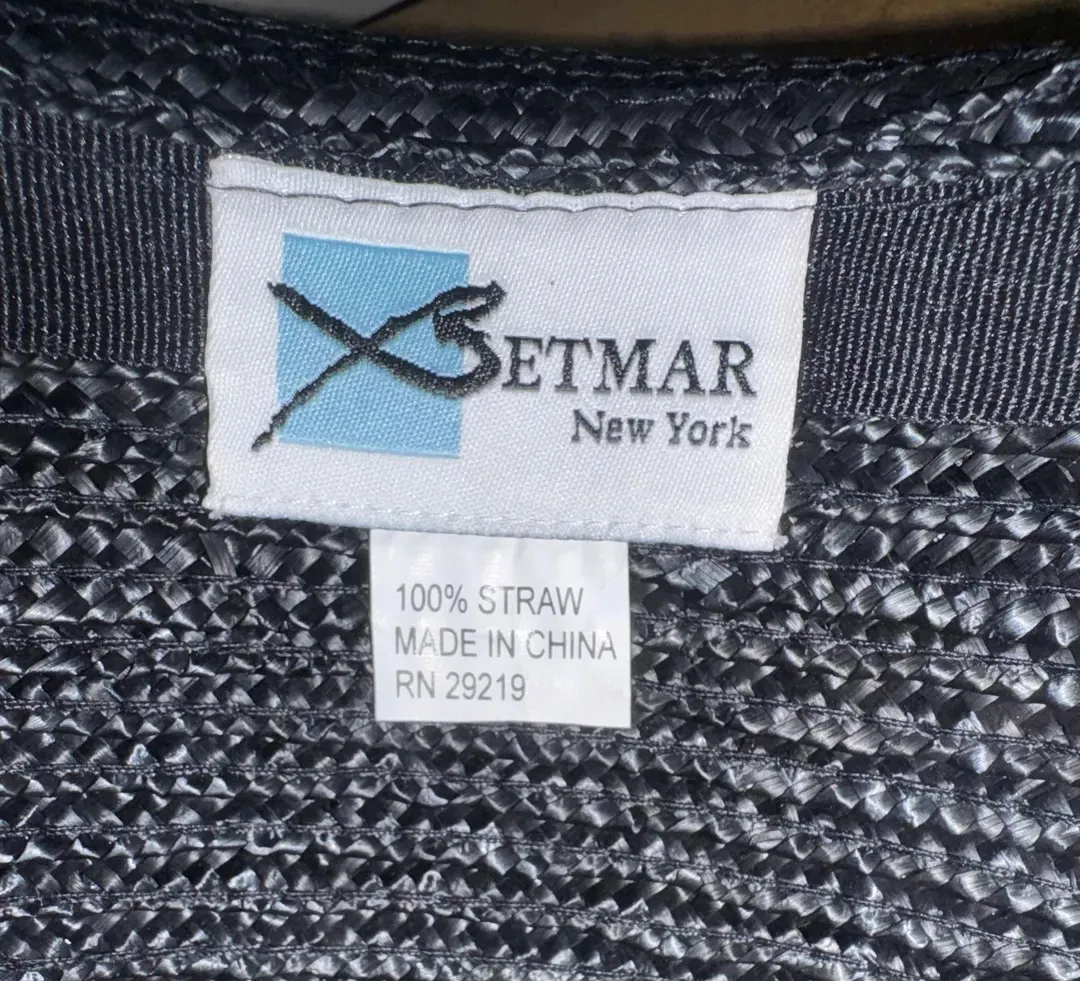 BETMAR
New York
100% STRAW
MADE IN CHINA
RN 29219